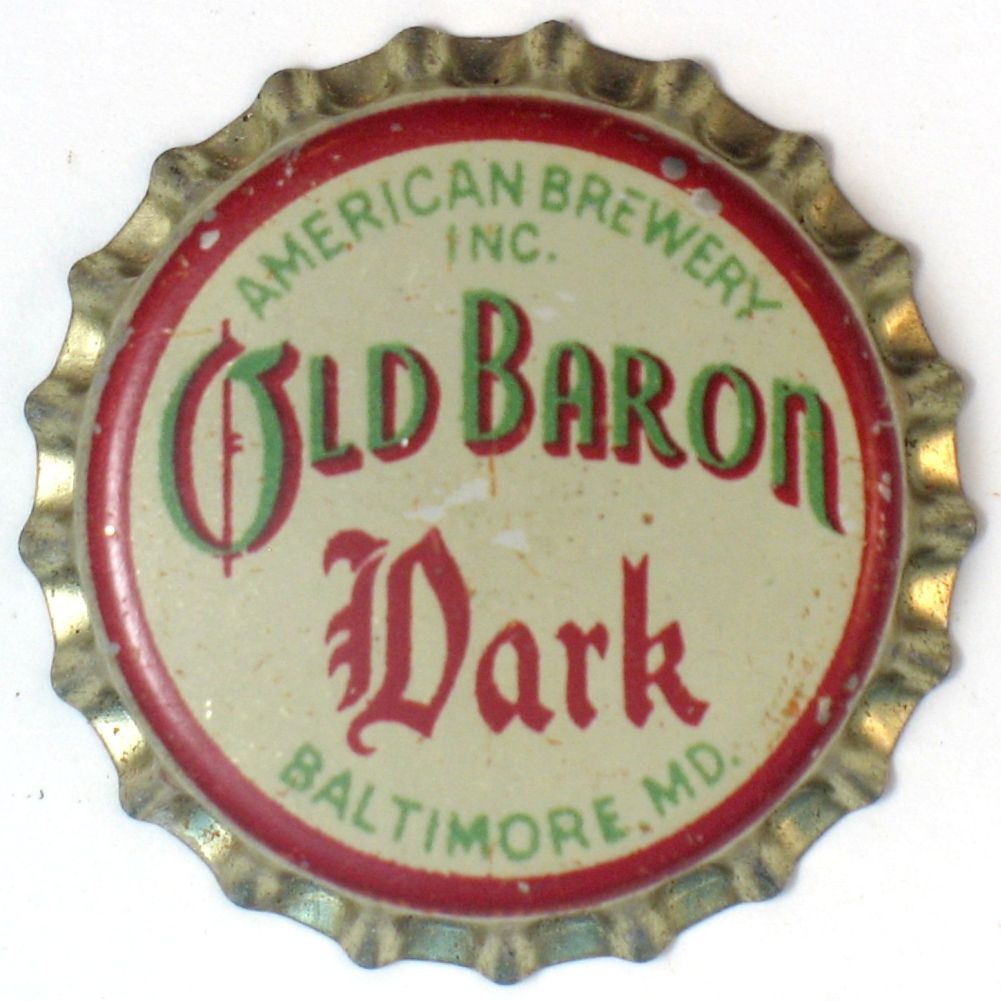 AMERICAN BREWERY
INC.
OLD BARON
Dark
BALTIMORE, MD.